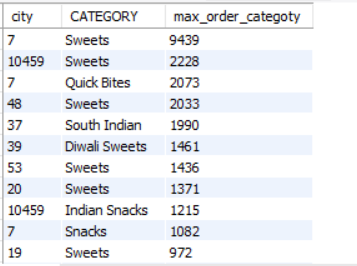 city CATEGORY max_order_categoty
7 Sweets 9439
10459 Sweets 2228
7 Quick Bites 2073
48 Sweets 2033
37 South Indian 1990
39 Diwali Sweets 1461
53 Sweets 1436
20 Sweets 1371
10459 Indian Snacks 1215
7 Snacks 1082
19 Sweets 972